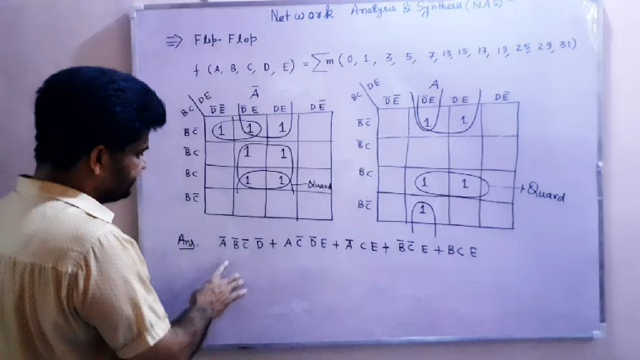 Network Analysis & Synthesis (NAS)
⇒ Flip-Flop
f (A, B, C, D, E) = Σm (0, 1, 3, 5, 7, 13, 15, 17, 19, 25, 29, 31)
A̅ A
BC DE D̅E̅ D̅E DE DE̅ BC DE D̅E̅ D̅E DE DE̅
B̅C̅ 1 1 1 B̅C̅ 1 1
B̅C 1 1 B̅C
BC 1 1 Quard BC 1 1 Quard
BC̅ BC̅ 1
Ans. A̅ B̅ C̅ D̅ + A C̅ D̅ E + A̅ C E + B̅ C̅ E + B C E